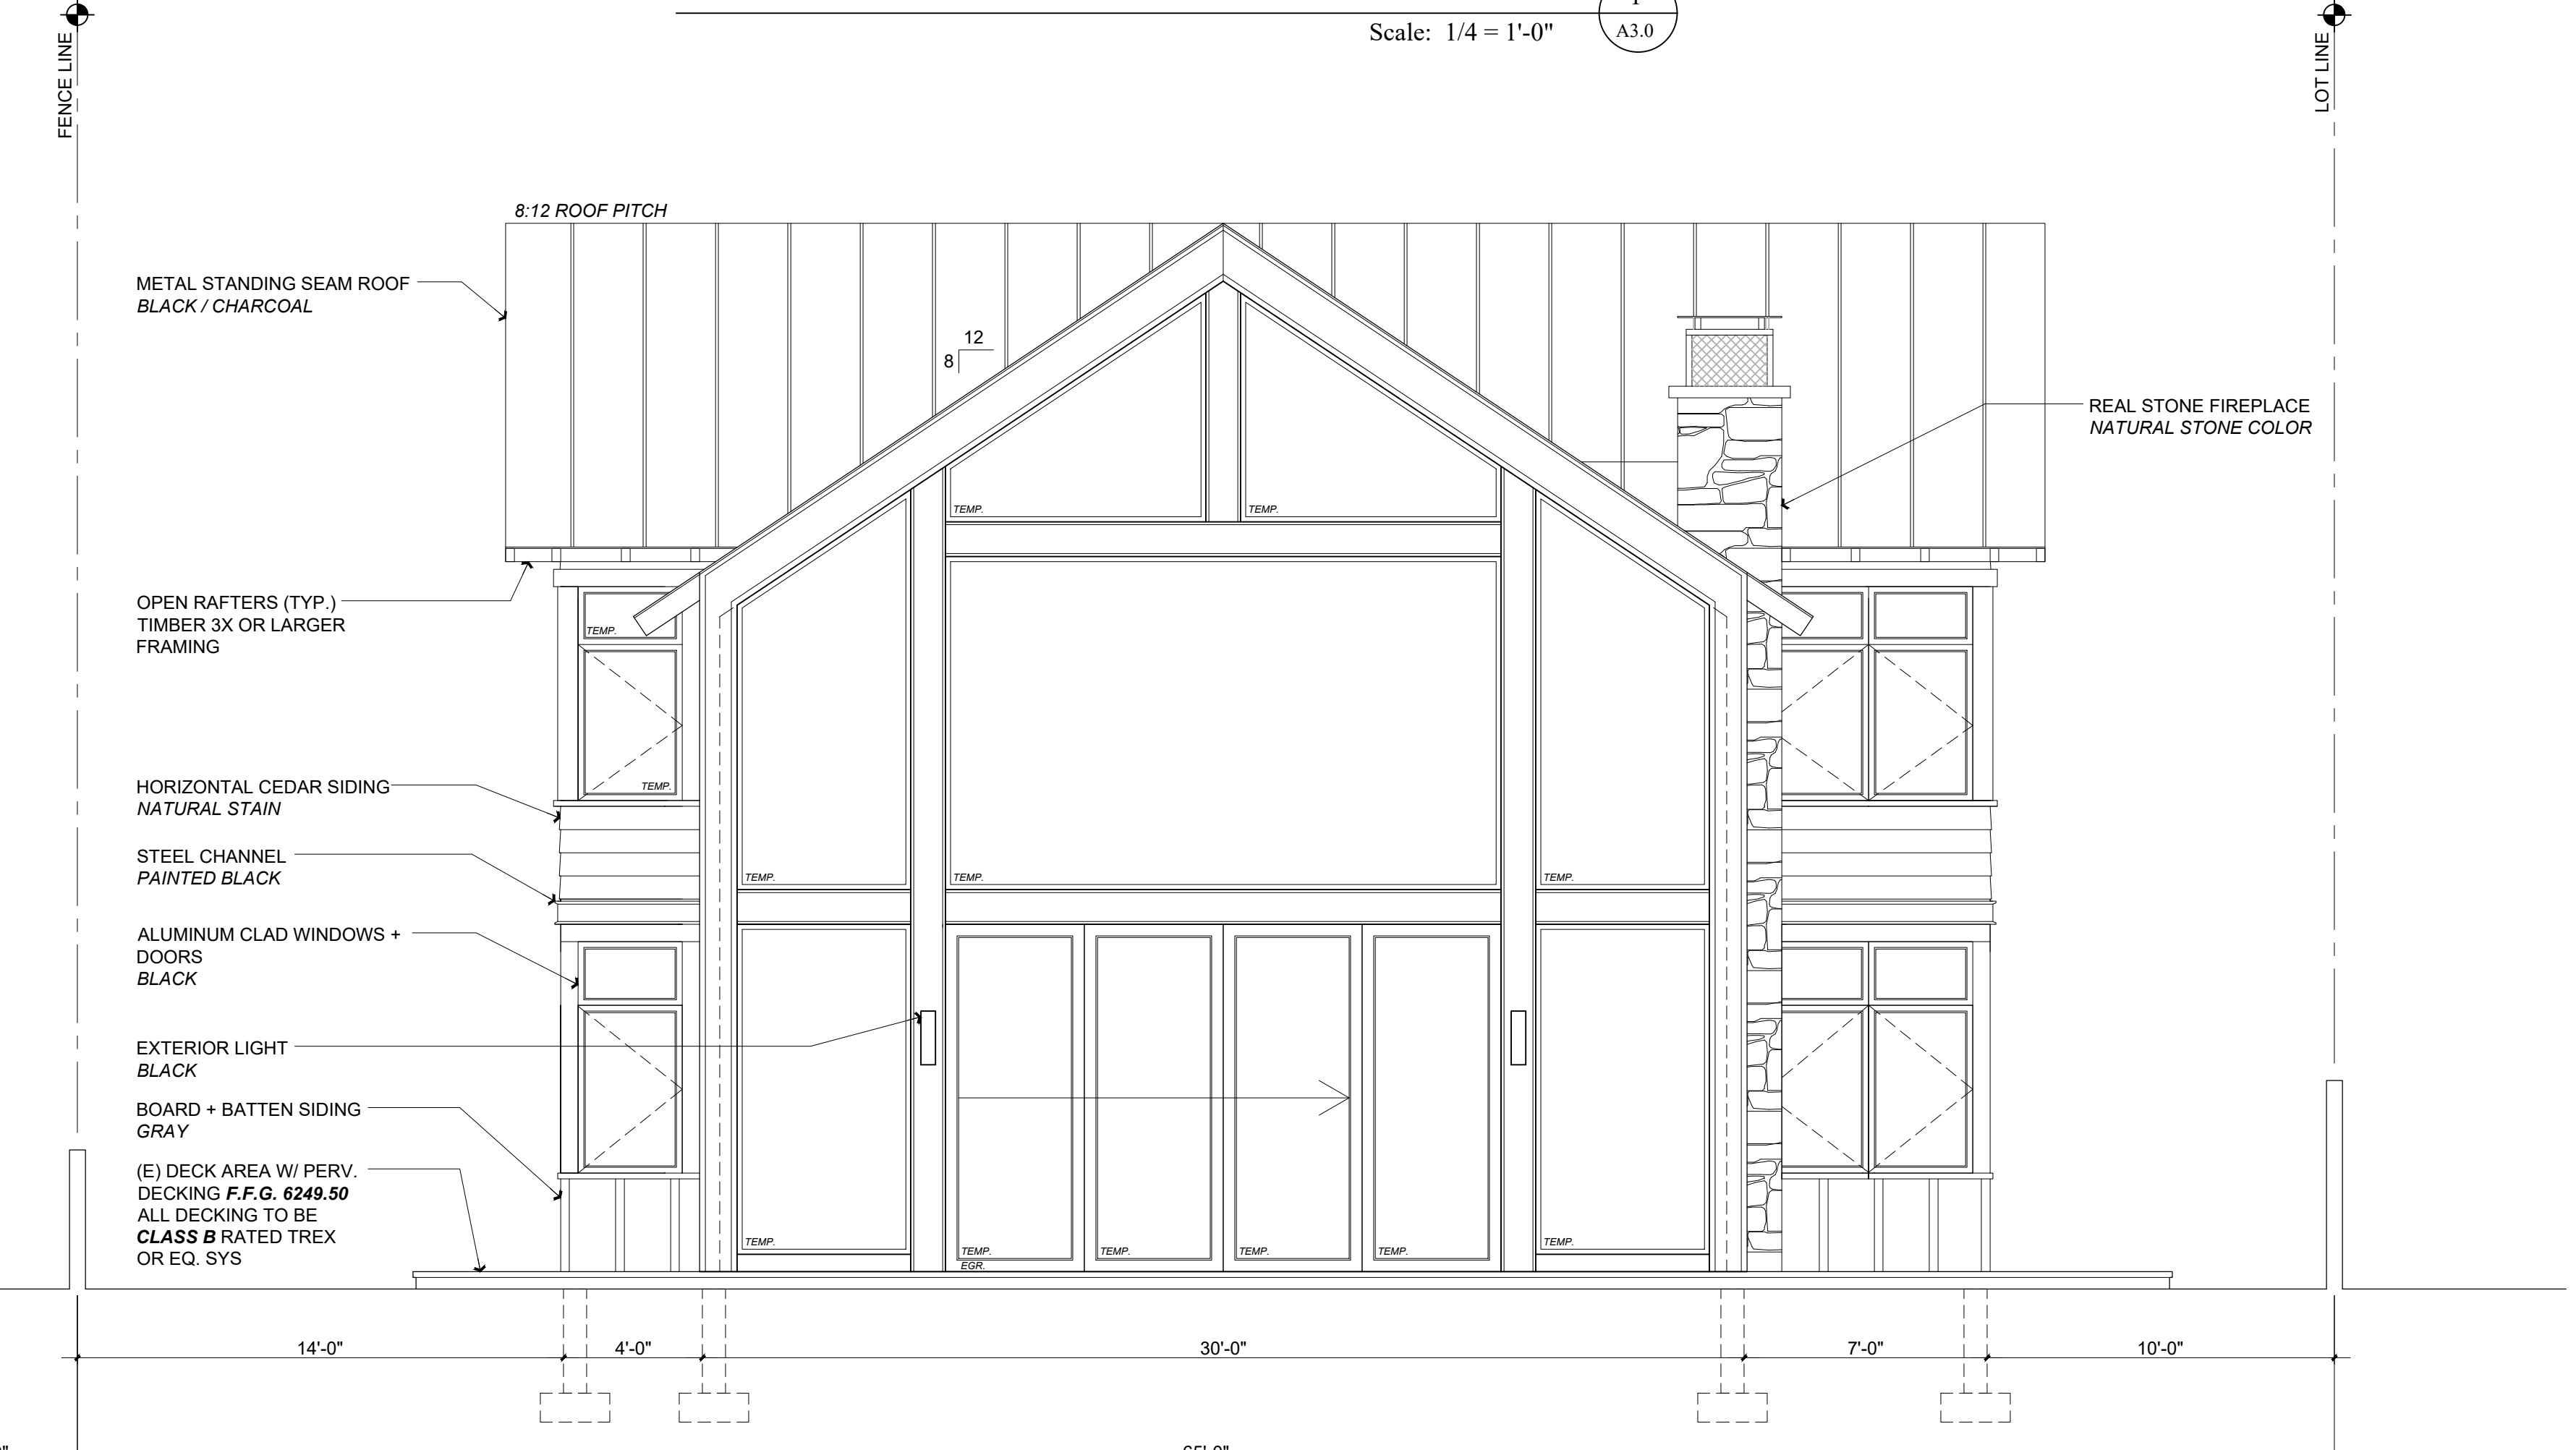 Scale: 1/4 = 1'-0"
A3.0
FENCE LINE
LOT LINE
8:12 ROOF PITCH
METAL STANDING SEAM ROOF
BLACK / CHARCOAL
12
8
REAL STONE FIREPLACE
NATURAL STONE COLOR
TEMP.
TEMP.
OPEN RAFTERS (TYP.)
TIMBER 3X OR LARGER
FRAMING
TEMP.
HORIZONTAL CEDAR SIDING
NATURAL STAIN
TEMP.
STEEL CHANNEL
PAINTED BLACK
TEMP.
TEMP.
TEMP.
ALUMINUM CLAD WINDOWS +
DOORS
BLACK
EXTERIOR LIGHT
BLACK
BOARD + BATTEN SIDING
GRAY
(E) DECK AREA W/ PERV.
DECKING F.F.G. 6249.50
ALL DECKING TO BE
CLASS B RATED TREX
OR EQ. SYS
TEMP.
TEMP.
TEMP.
TEMP.
TEMP.
TEMP.
EGR.
14'-0"
4'-0"
30'-0"
7'-0"
10'-0"